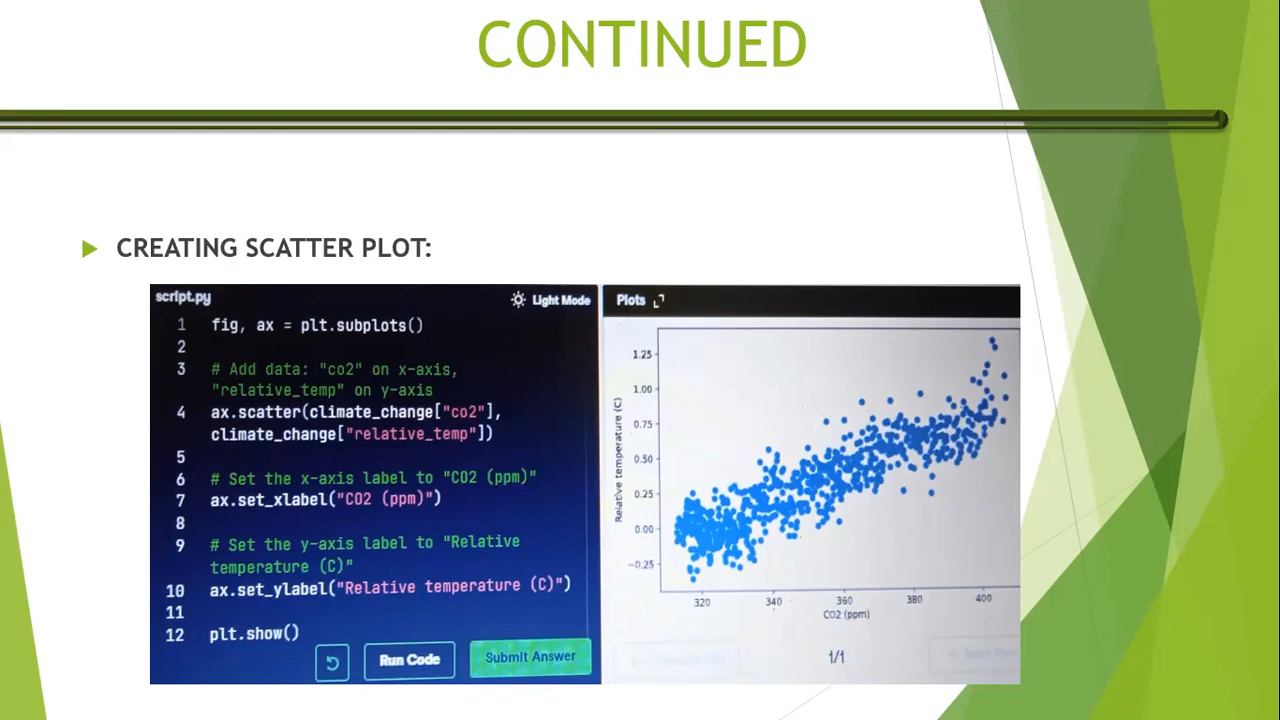 CONTINUED
CREATING SCATTER PLOT:
script.py
Light Mode
1 fig, ax = plt.subplots()
2
3 # Add data: "co2" on x-axis,
"relative_temp" on y-axis
4 ax.scatter(climate_change["co2"],
climate_change["relative_temp"])
5
6 # Set the x-axis label to "CO2 (ppm)"
7 ax.set_xlabel("CO2 (ppm)")
8
9 # Set the y-axis label to "Relative
temperature (C)"
10 ax.set_ylabel("Relative temperature (C)")
11
12 plt.show()
Run Code
Submit Answer
Plots
Relative temperature (C)
1.25
1.00
0.75
0.50
0.25
0.00
−0.25
320 340 360 380 400
CO2 (ppm)
1/1